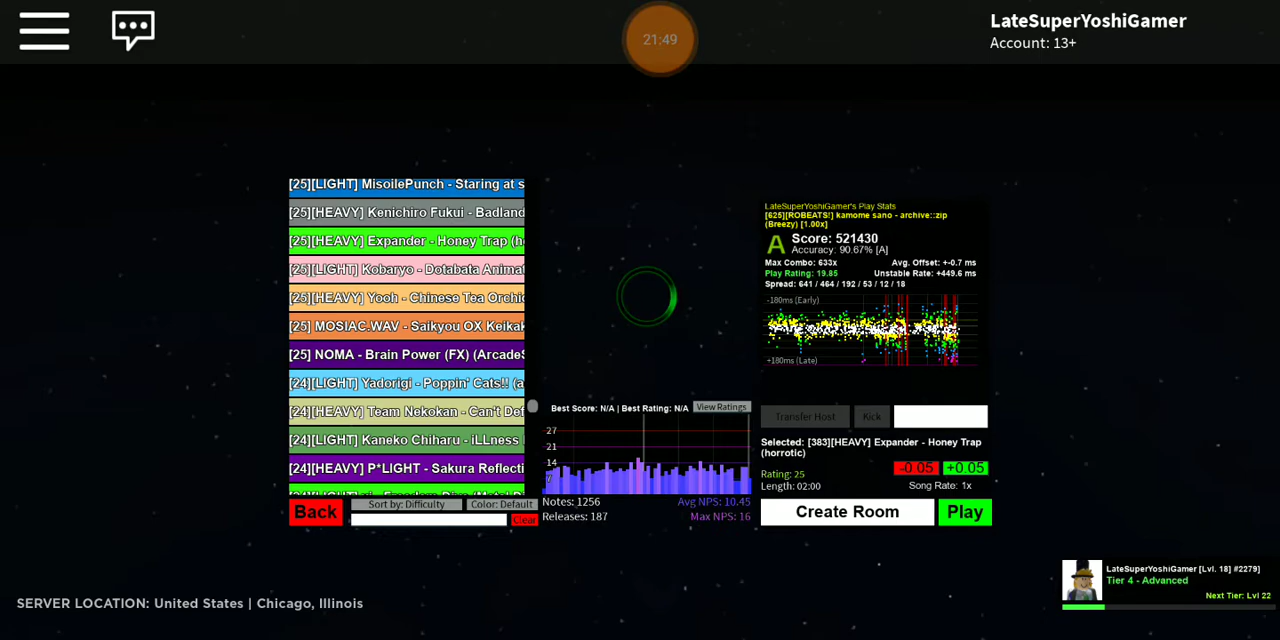 21:49
LateSuperYoshiGamer
Account: 13+
[25][LIGHT] MisoilePunch - Staring at s
[25][HEAVY] Kenichiro Fukui - Badland
[25][HEAVY] Expander - Honey Trap (h
[25][LIGHT] Kobaryo - Dotabata Animat
[25][HEAVY] Yooh - Chinese Tea Orchid
[25] MOSIAC.WAV - Saikyou OX Keikak
[25] NOMA - Brain Power (FX) (ArcadeS
[24][LIGHT] Yadorigi - Poppin' Cats!! (a
[24][HEAVY] Team Nekokan - Can't Def
[24][LIGHT] Kaneko Chiharu - iLLness
[24][HEAVY] P*LIGHT - Sakura Reflecti
Back
Sort by: Difficulty
Color: Default
Clear
Best Score: N/A | Best Rating: N/A
View Ratings
27
21
14
7
Notes: 1256
Avg NPS: 10.45
Releases: 187
Max NPS: 16
LateSuperYoshiGamer's Play Stats
[625][ROBEATS!] kamome sano - archive::zip
(Breezy) [1.00x]
A
Score: 521430
Accuracy: 90.67% [A]
Max Combo: 633x
Avg. Offset: +-0.7 ms
Play Rating: 19.85
Unstable Rate: +449.6 ms
Spread: 641 / 464 / 192 / 53 / 12 / 18
-180ms (Early)
+180ms (Late)
Transfer Host
Kick
Selected: [383][HEAVY] Expander - Honey Trap
(horrotic)
-0.05
+0.05
Rating: 25
Length: 02:00
Song Rate: 1x
Create Room
Play
LateSuperYoshiGamer [Lvl. 18] #2279]
Tier 4 - Advanced
Next Tier: Lvl 22
SERVER LOCATION: United States | Chicago, Illinois